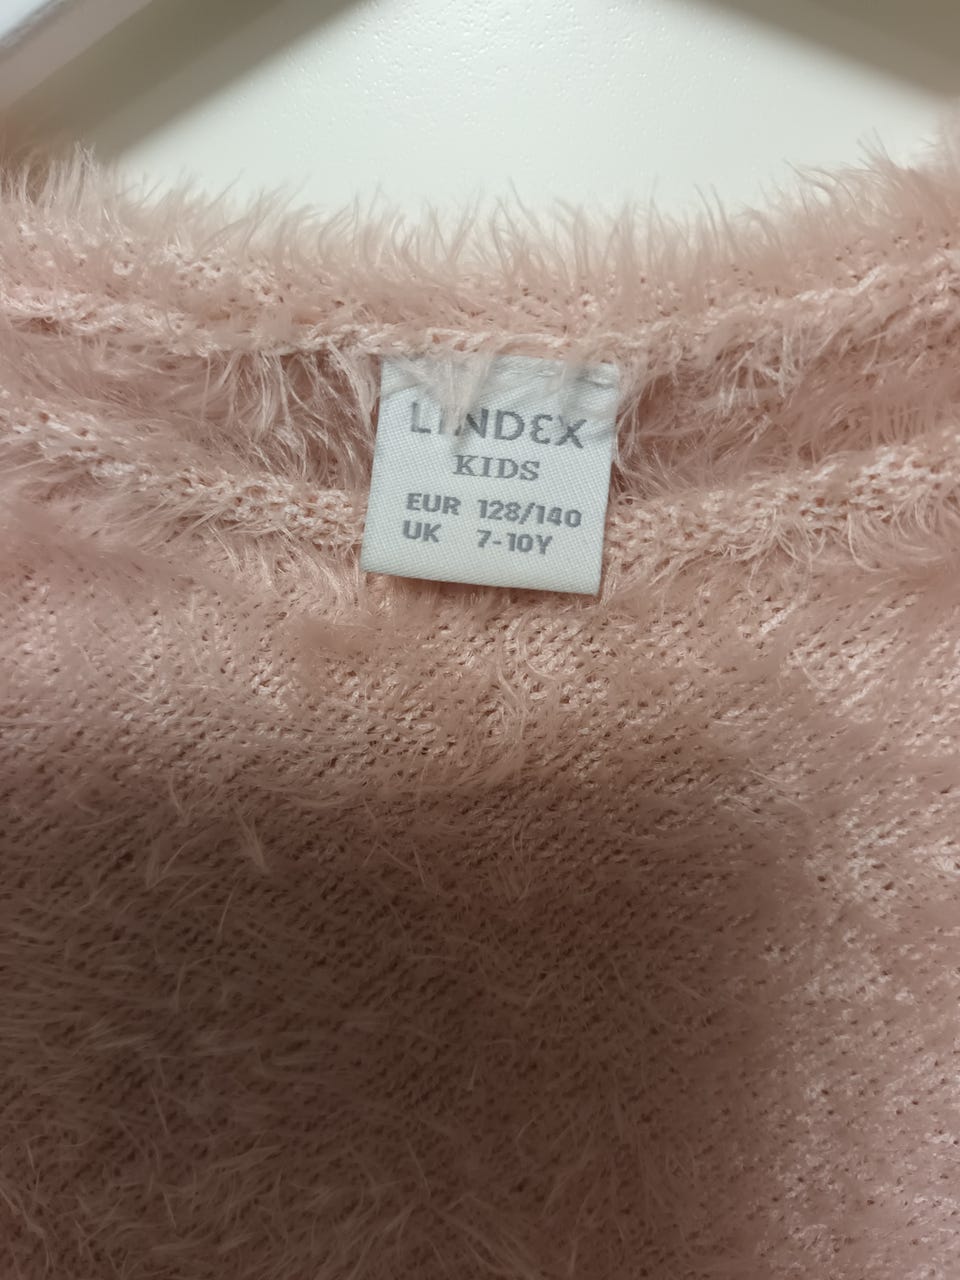 LINDEX
KIDS
EUR 128/140
UK 7-10Y